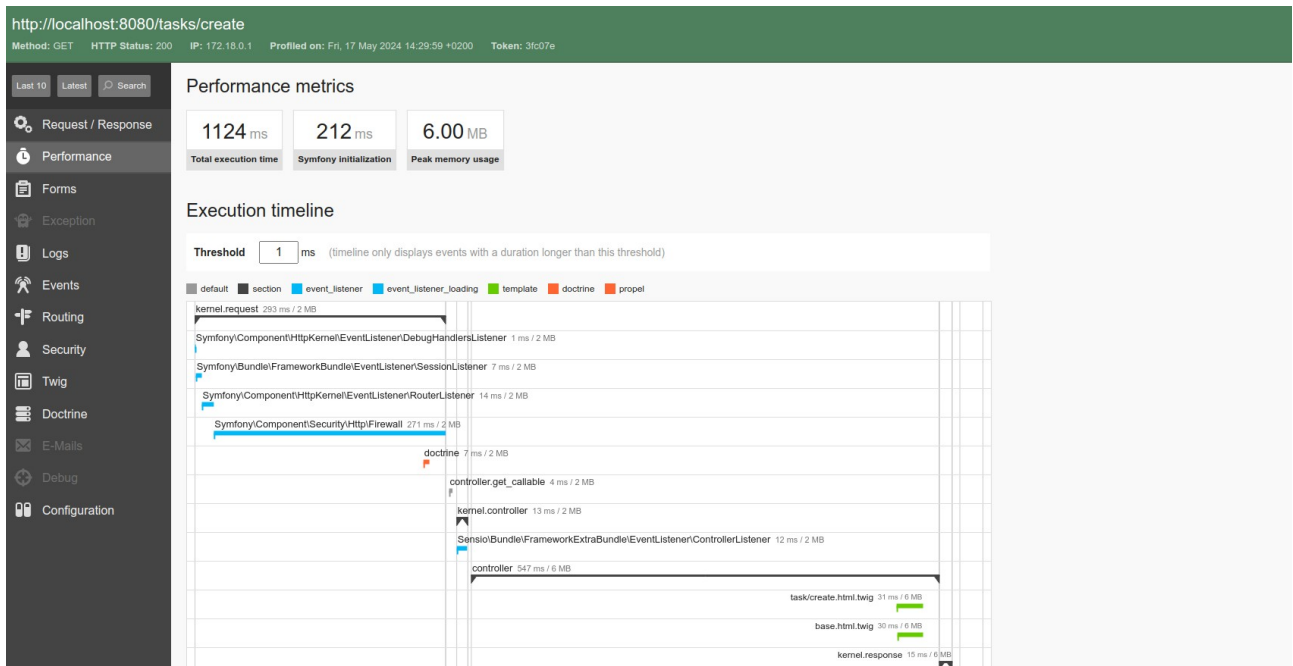 http://localhost:8080/tasks/create
Method: GET HTTP Status: 200 IP: 172.18.0.1 Profiled on: Fri, 17 May 2024 14:29:59 +0200 Token: 3fc07e
Last 10 Latest Search
Request / Response
Performance
Forms
Exception
Logs
Events
Routing
Security
Twig
Doctrine
E-Mails
Debug
Configuration
Performance metrics
1124 ms
Total execution time
212 ms
Symfony initialization
6.00 MB
Peak memory usage
Execution timeline
Threshold 1 ms (timeline only displays events with a duration longer than this threshold)
default section event_listener event_listener_loading template doctrine propel
kernel.request 293 ms / 2 MB
Symfony\Component\HttpKernel\EventListener\DebugHandlersListener 1 ms / 2 MB
Symfony\Bundle\FrameworkBundle\EventListener\SessionListener 7 ms / 2 MB
Symfony\Component\HttpKernel\EventListener\RouterListener 14 ms / 2 MB
Symfony\Component\Security\Http\Firewall 271 ms / 2 MB
doctrine 7 ms / 2 MB
controller.get_callable 4 ms / 2 MB
kernel.controller 13 ms / 2 MB
Sensio\Bundle\FrameworkExtraBundle\EventListener\ControllerListener 12 ms / 2 MB
controller 547 ms / 6 MB
task/create.html.twig 31 ms / 6 MB
base.html.twig 30 ms / 6 MB
kernel.response 15 ms / 6 MB